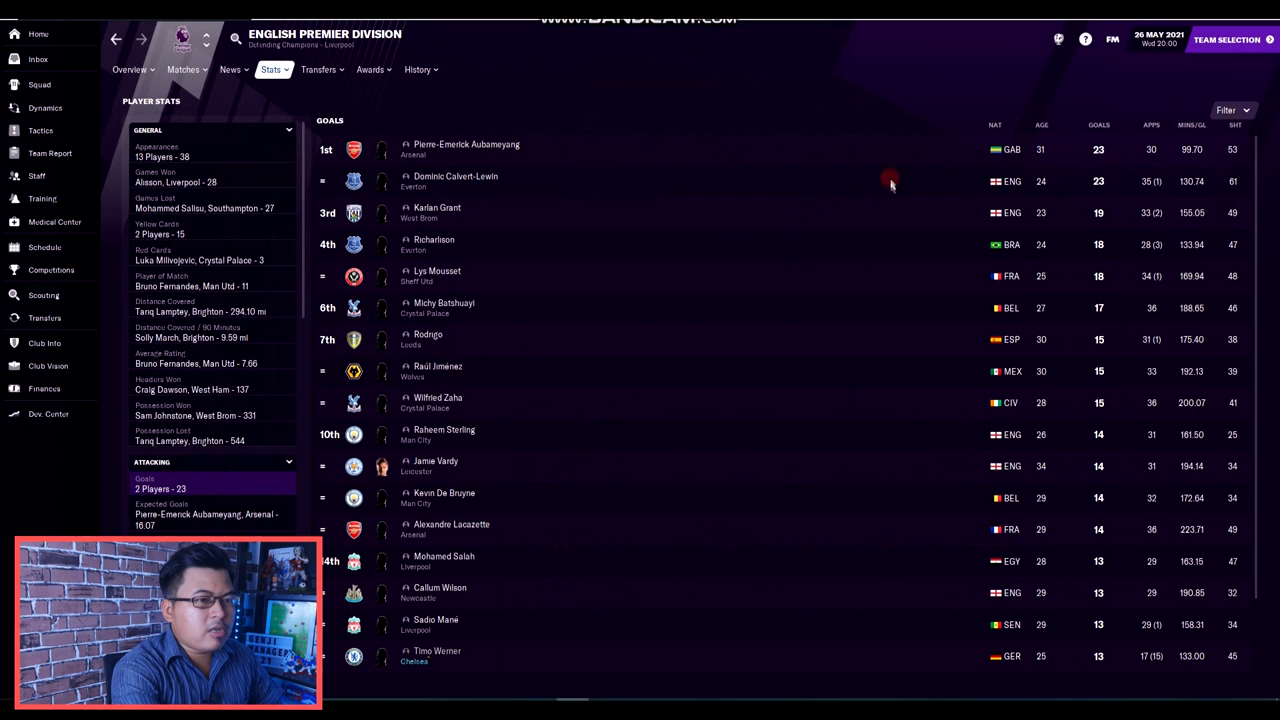 www.BANDICAM.com
Home
Inbox
Squad
Dynamics
Tactics
Team Report
Staff
Training
Medical Center
Schedule
Competitions
Scouting
Transfers
Club Info
Club Vision
Finances
Dev. Center
ENGLISH PREMIER DIVISION
Defending Champions - Liverpool
FM
26 MAY 2021
Wed 20:00
TEAM SELECTION
Overview Matches News Stats Transfers Awards History
PLAYER STATS
GENERAL
Appearances
13 Players - 38
Games Won
Alisson, Liverpool - 28
Games Lost
Mohammed Salisu, Southampton - 27
Yellow Cards
2 Players - 15
Red Cards
Luka Milivojevic, Crystal Palace - 3
Player of Match
Bruno Fernandes, Man Utd - 11
Distance Covered
Tariq Lamptey, Brighton - 294.10 mi
Distance Covered / 90 Minutes
Solly March, Brighton - 9.59 mi
Average Rating
Bruno Fernandes, Man Utd - 7.66
Headers Won
Craig Dawson, West Ham - 137
Possession Won
Sam Johnstone, West Brom - 331
Possession Lost
Tariq Lamptey, Brighton - 544
ATTACKING
Goals
2 Players - 23
Expected Goals
Pierre-Emerick Aubameyang, Arsenal -
16.07
Filter
GOALS NAT AGE GOALS APPS MINS/GL SHT
1st Pierre-Emerick Aubameyang GAB 31 23 30 99.70 53
Arsenal
= Dominic Calvert-Lewin ENG 24 23 35 (1) 130.74 61
Everton
3rd Karlan Grant ENG 23 19 33 (2) 155.05 49
West Brom
4th Richarlison BRA 24 18 28 (3) 133.94 47
Everton
= Lys Mousset FRA 25 18 34 (1) 169.94 48
Sheff Utd
6th Michy Batshuayi BEL 27 17 36 188.65 46
Crystal Palace
7th Rodrigo ESP 30 15 31 (1) 175.40 38
Leeds
= Raúl Jiménez MEX 30 15 33 192.13 39
Wolves
= Wilfried Zaha CIV 28 15 36 200.07 41
Crystal Palace
10th Raheem Sterling ENG 26 14 31 161.50 25
Man City
= Jamie Vardy ENG 34 14 31 194.14 34
Leicester
= Kevin De Bruyne BEL 29 14 32 172.64 34
Man City
= Alexandre Lacazette FRA 29 14 36 223.71 49
Arsenal
14th Mohamed Salah EGY 28 13 29 163.15 47
Liverpool
= Callum Wilson ENG 29 13 29 190.85 32
Newcastle
= Sadio Mané SEN 29 13 29 (1) 158.31 34
Liverpool
Timo Werner GER 25 13 17 (15) 133.00 45
Chelsea
GENJI
MANAGER